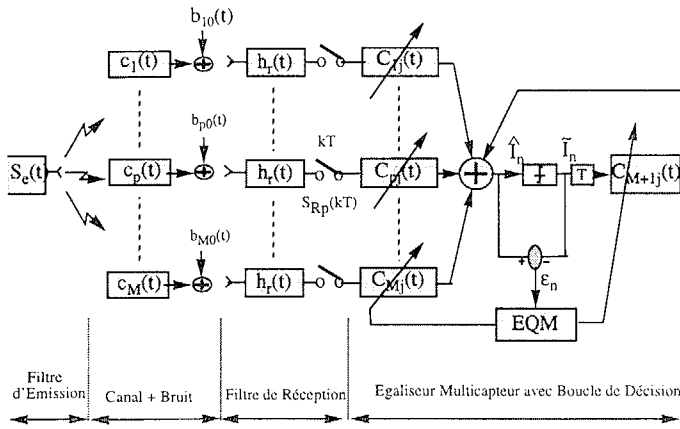 b10(t)
c1(t)
hr(t)
C1j(t)
bp0(t)
kT
Se(t)
cp(t)
hr(t)
Cpj(t)
SRp(kT)
În
Ĩn
T
CM+1j(t)
bM0(t)
cM(t)
hr(t)
CMj(t)
+
-
εn
EQM
Filtre
d'Emission
Canal + Bruit
Filtre de Réception
Egaliseur Multicapteur avec Boucle de Décision